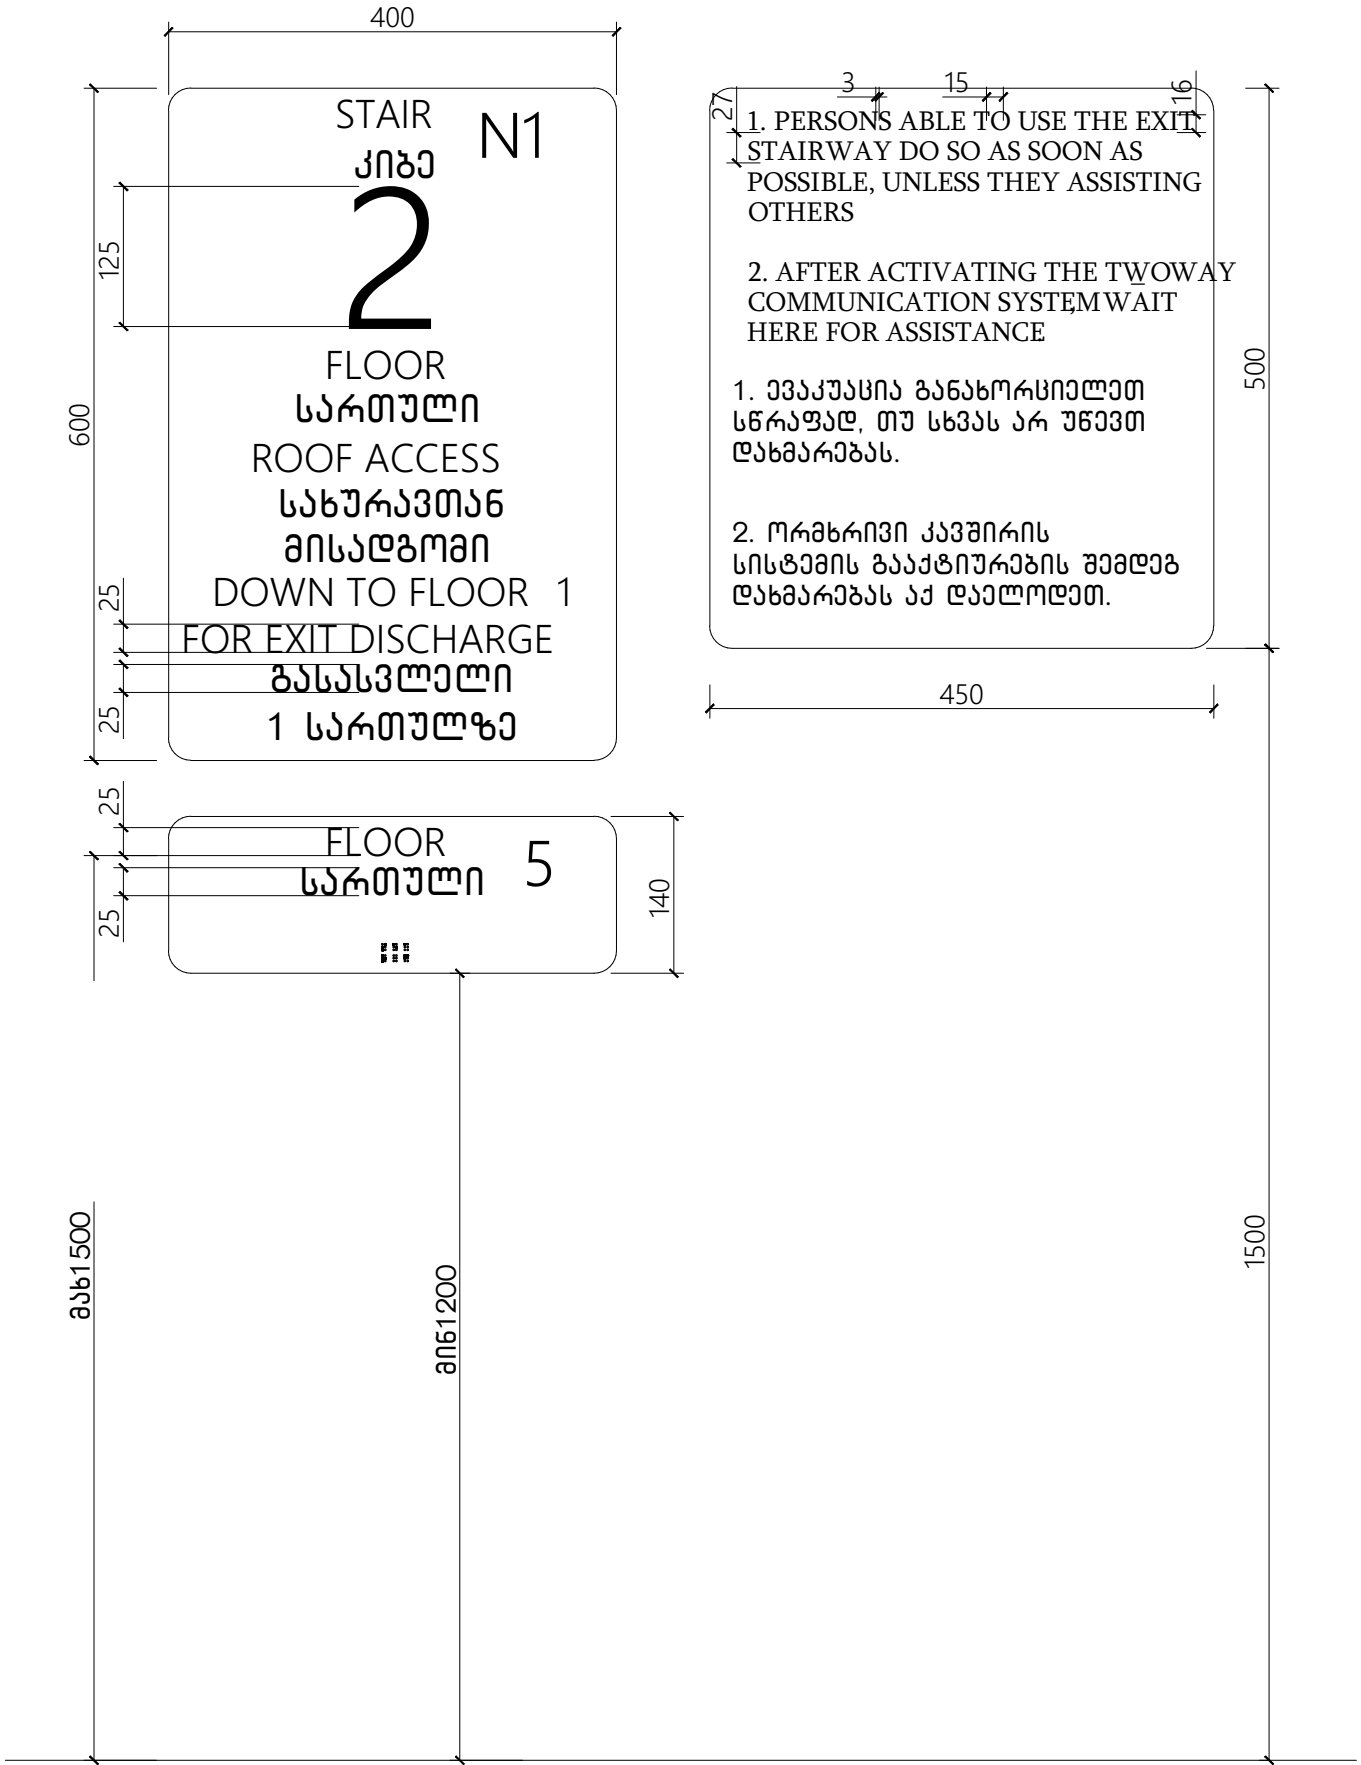 400
STAIR
N1
კიბე
2
125
600
FLOOR
სართული
ROOF ACCESS
სახურავთან
მისადგომი
DOWN TO FLOOR 1
25
FOR EXIT DISCHARGE
გასასვლელი
25
1 სართულზე
3
15
16
27
1. PERSONS ABLE TO USE THE EXIT
STAIRWAY DO SO AS SOON AS
POSSIBLE, UNLESS THEY ASSISTING
OTHERS
2. AFTER ACTIVATING THE TWO-WAY
COMMUNICATION SYSTEM, WAIT
HERE FOR ASSISTANCE.
1. ევაკუაცია განახორციელეთ
სწრაფად, თუ სხვას არ უწევთ
დახმარებას.
2. ორმხრივი კავშირის
სისტემის გააქტიურების შემდეგ
დახმარებას აქ დაელოდეთ.
500
450
25
FLOOR
5
სართული
25
140
მახ1500
მინ1200
1500